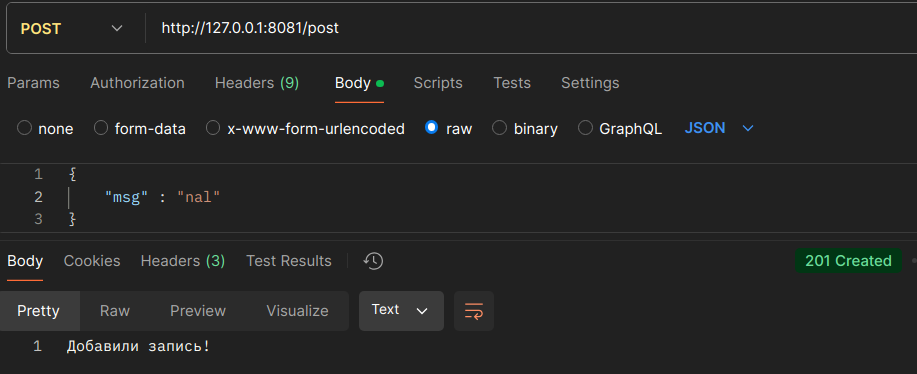 POST http://127.0.0.1:8081/post
Params Authorization Headers (9) Body Scripts Tests Settings
none form-data x-www-form-urlencoded raw binary GraphQL JSON
1 {
2 "msg" : "nal"
3 }
Body Cookies Headers (3) Test Results 201 Created
Pretty Raw Preview Visualize Text
1 Добавили запись!